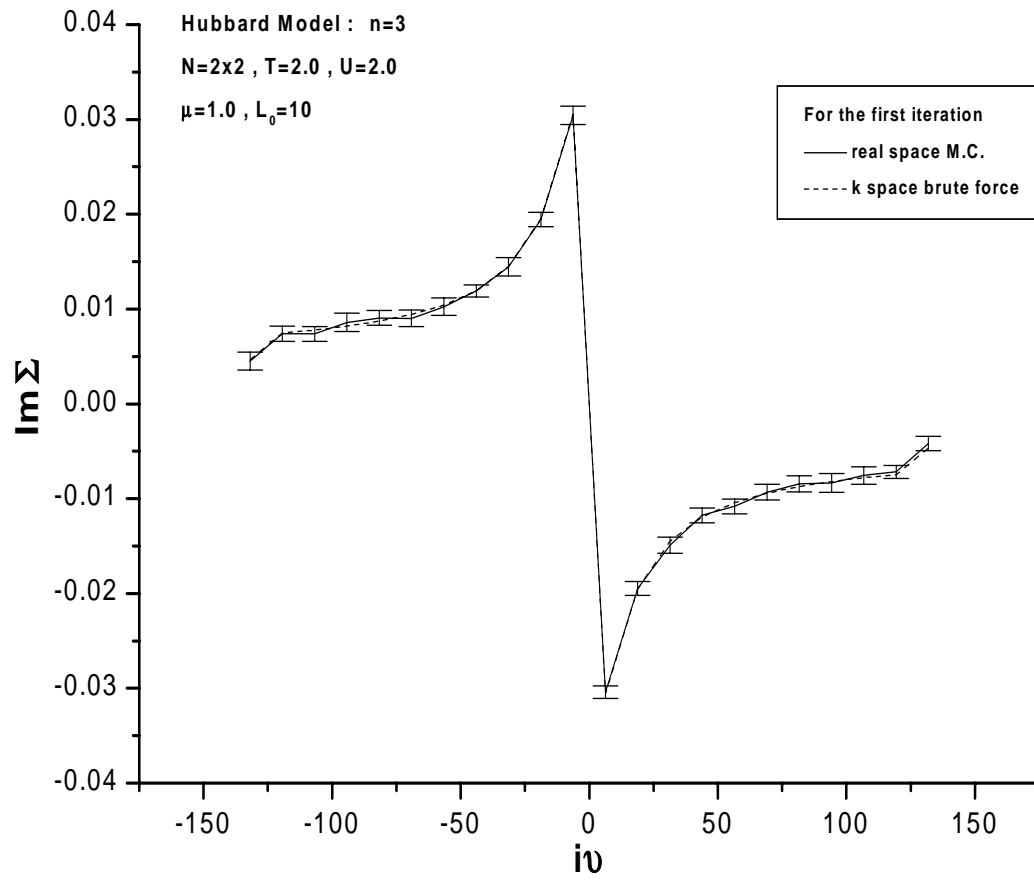 Hubbard Model : n=3
N=2x2 , T=2.0 , U=2.0
μ=1.0 , L₀=10
For the first iteration
real space M.C.
k space brute force
0.04
0.03
0.02
0.01
0.00
-0.01
-0.02
-0.03
-0.04
Im Σ
-150
-100
-50
0
50
100
150
iυ